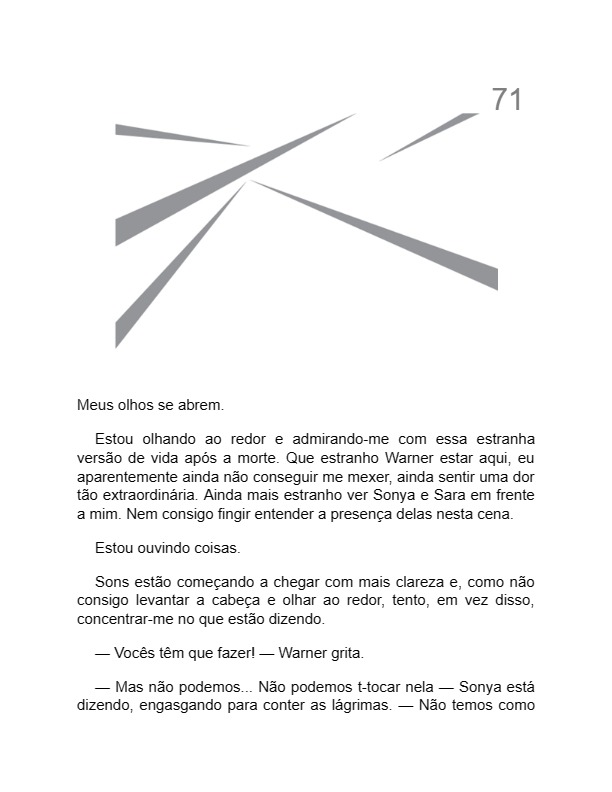 71
Meus olhos se abrem.
Estou olhando ao redor e admirando-me com essa estranha
versão de vida após a morte. Que estranho Warner estar aqui, eu
aparentemente ainda não conseguir me mexer, ainda sentir uma dor
tão extraordinária. Ainda mais estranho ver Sonya e Sara em frente
a mim. Nem consigo fingir entender a presença delas nesta cena.
Estou ouvindo coisas.
Sons estão começando a chegar com mais clareza e, como não
consigo levantar a cabeça e olhar ao redor, tento, em vez disso,
concentrar-me no que estão dizendo.
— Vocês têm que fazer! — Warner grita.
— Mas não podemos... Não podemos t-tocar nela — Sonya está
dizendo, engasgando para conter as lágrimas. — Não temos como